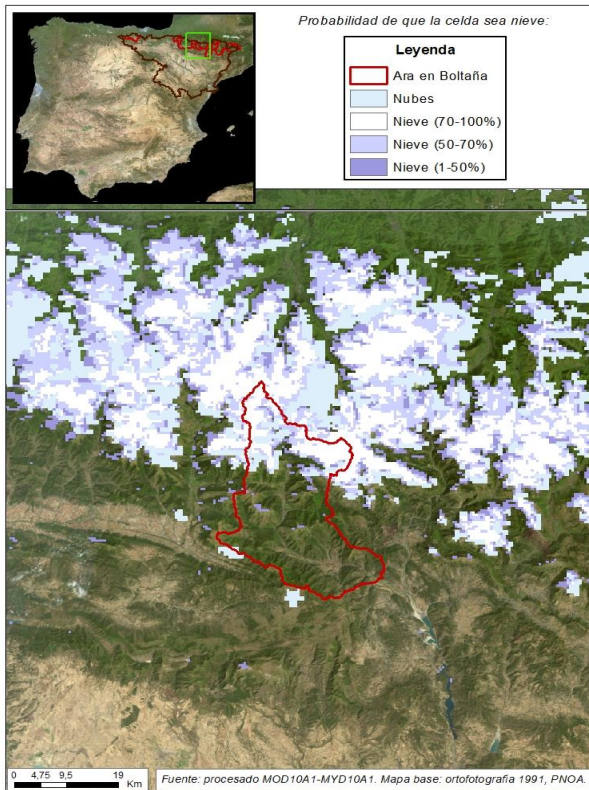 Probabilidad de que la celda sea nieve:
Leyenda
Ara en Boltaña
Nubes
Nieve (70-100%)
Nieve (50-70%)
Nieve (1-50%)
0 4,75 9,5 19
Km
Fuente: procesado MOD10A1-MYD10A1. Mapa base: ortofotografia 1991, PNOA.